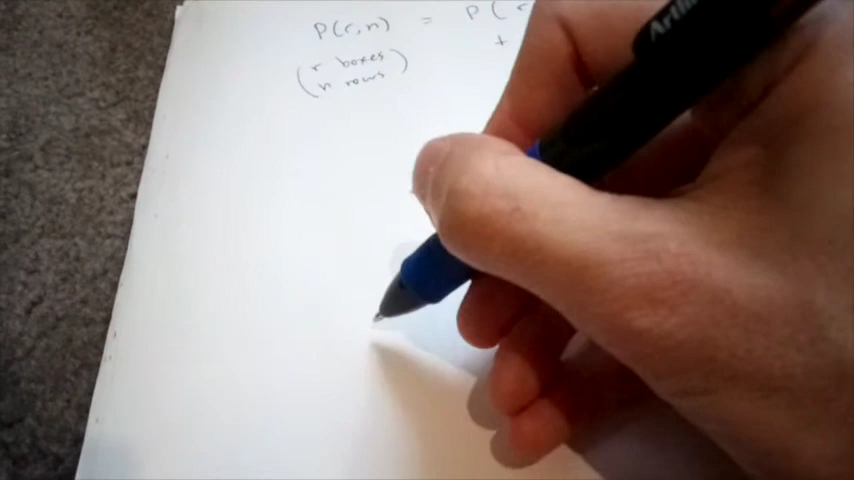 P(r,n) = P(r
(r boxes
n rows) +
Artline